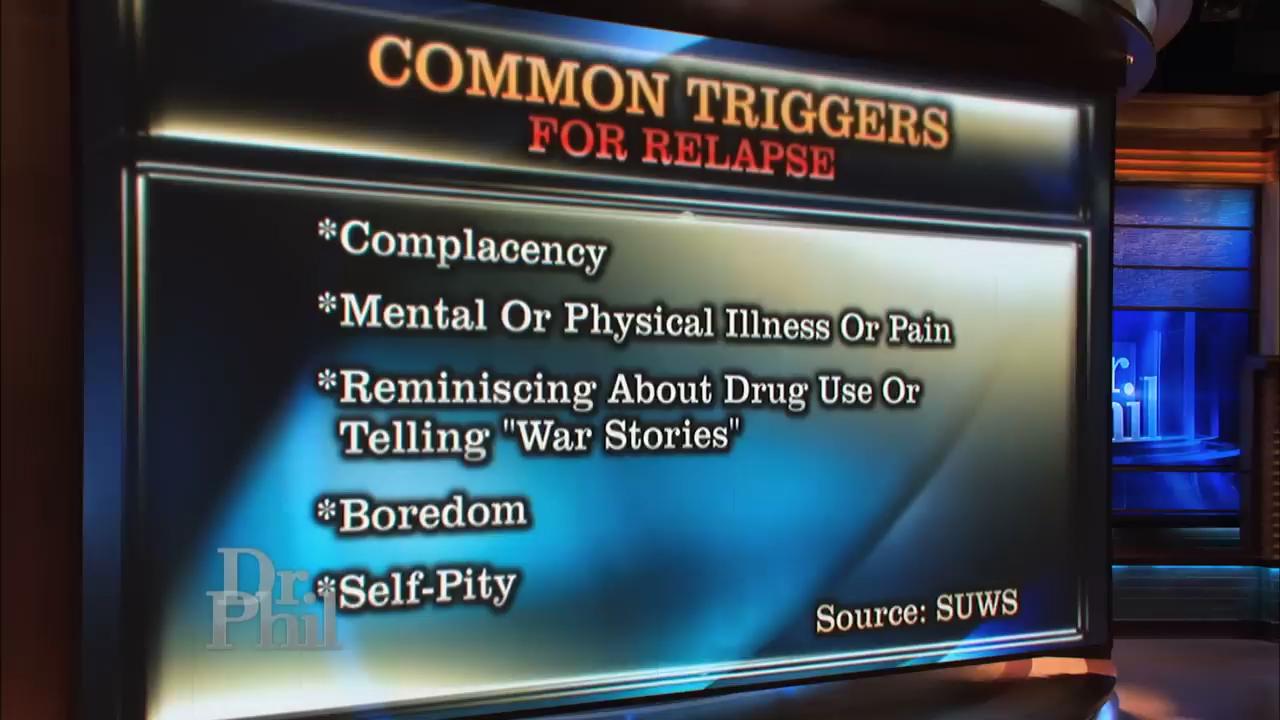 COMMON TRIGGERS
FOR RELAPSE
*Complacency
*Mental Or Physical Illness Or Pain
*Reminiscing About Drug Use Or
Telling "War Stories"
*Boredom
*Self-Pity
Source: SUWS
Dr.
Phil